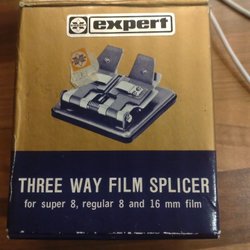 expert
THREE WAY FILM SPLICER
for super 8, regular 8 and 16 mm film